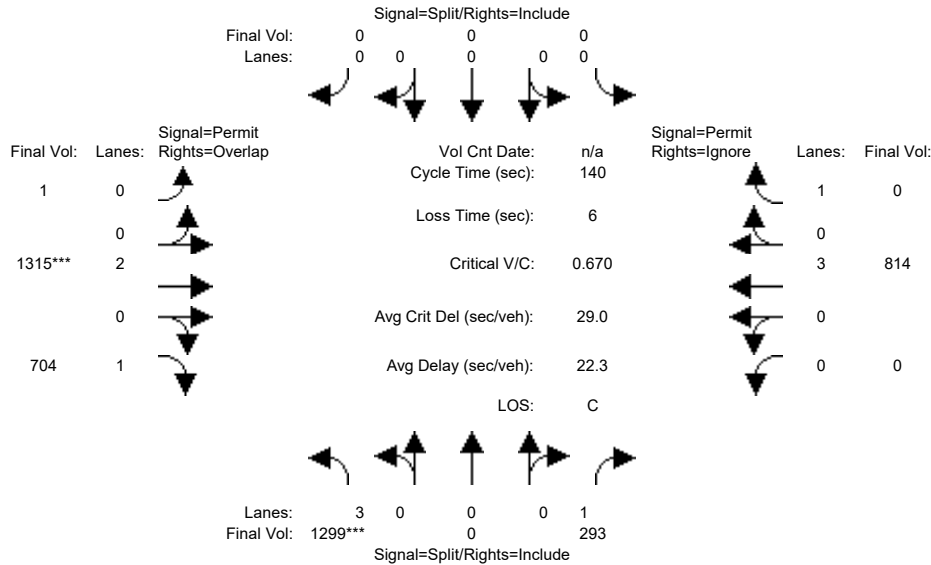 Signal=Split/Rights=Include
Final Vol: 0 0 0
Lanes: 0 0 0 0 0
Signal=Permit Signal=Permit
Final Vol: Lanes: Rights=Overlap Vol Cnt Date: n/a Rights=Ignore Lanes: Final Vol:
Cycle Time (sec): 140
1 0 1 0
Loss Time (sec): 6
0 0
1315*** 2 Critical V/C: 0.670 3 814
0 Avg Crit Del (sec/veh): 29.0 0
704 1 Avg Delay (sec/veh): 22.3 0 0
LOS: C
Lanes: 3 0 0 0 1
Final Vol: 1299*** 0 293
Signal=Split/Rights=Include